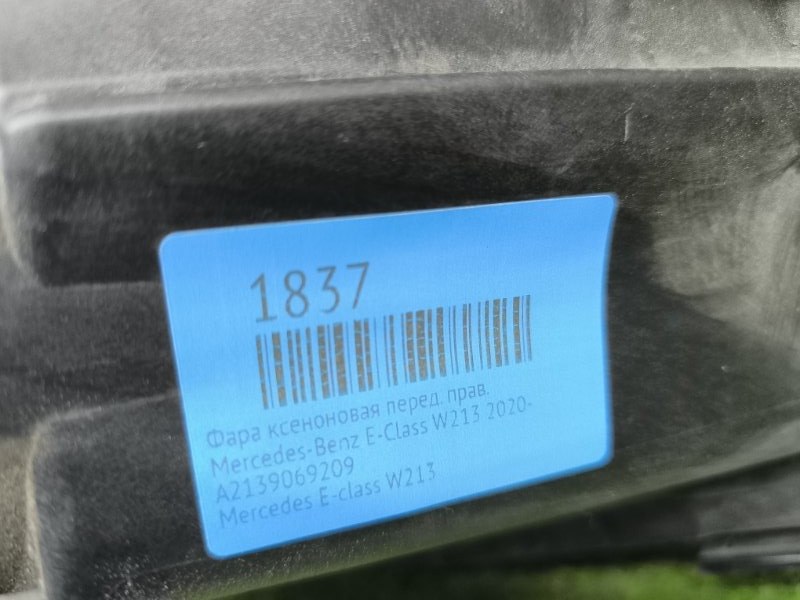 1837
Фара ксеноновая перед. прав.
Mercedes-Benz E-Class W213 2020-
A2139069209
Mercedes E-class W213